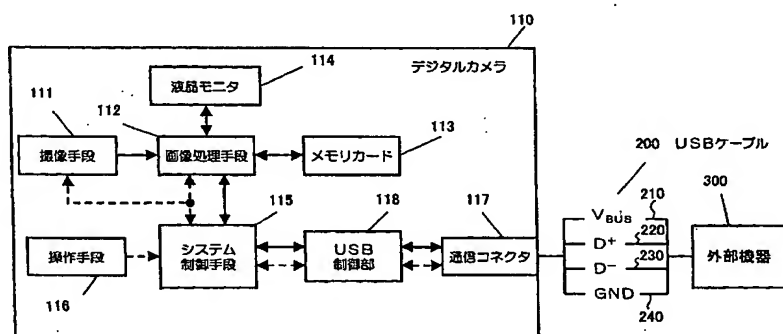 110
114
デジタルカメラ
液晶モニタ
111
112
113
撮像手段
画像処理手段
メモリカード
200 USBケーブル
115
118
117
VBUS
210
300
220
操作手段
システム
制御手段
USB
制御部
通信コネクタ
D+
D-
230
外部機器
116
GND
240